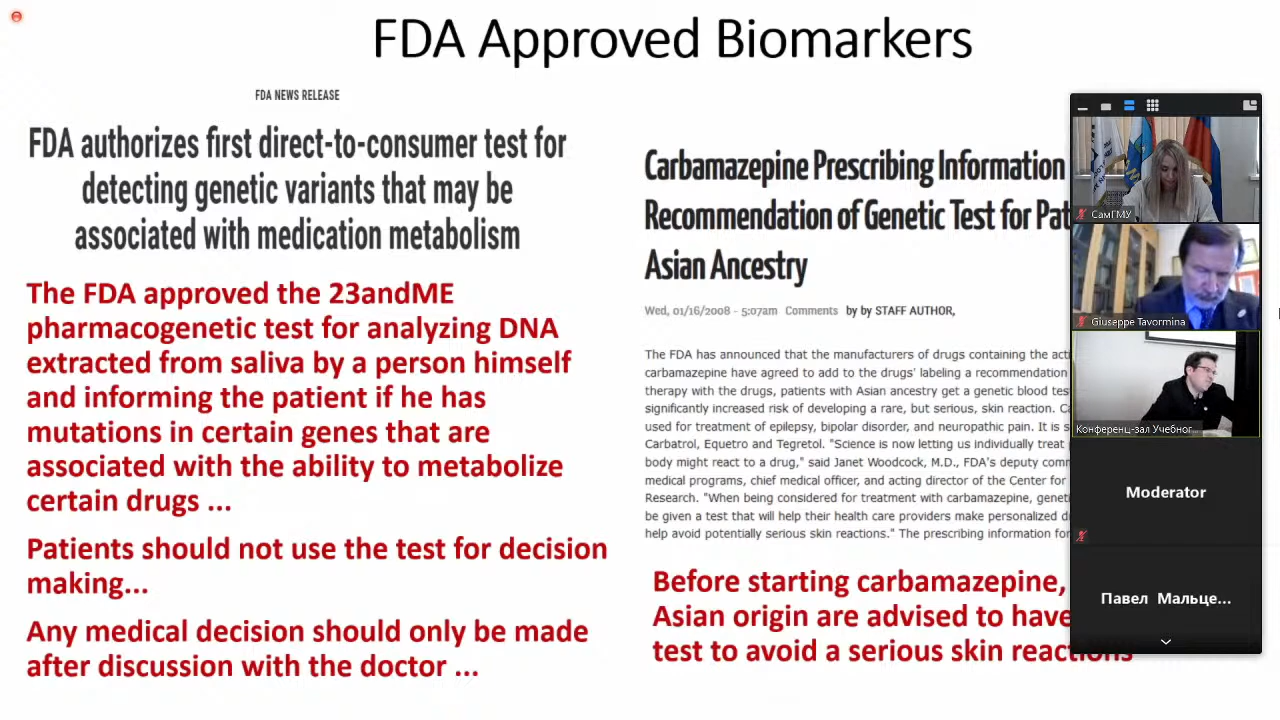 FDA Approved Biomarkers
FDA NEWS RELEASE
FDA authorizes first direct-to-consumer test for
detecting genetic variants that may be
associated with medication metabolism
The FDA approved the 23andME
pharmacogenetic test for analyzing DNA
extracted from saliva by a person himself
and informing the patient if he has
mutations in certain genes that are
associated with the ability to metabolize
certain drugs ...
Patients should not use the test for decision
making...
Any medical decision should only be made
after discussion with the doctor ...
Carbamazepine Prescribing Information
Recommendation of Genetic Test for Pat
Asian Ancestry
Wed, 01/16/2008 - 5:07am Comments by by STAFF AUTHOR,
The FDA has announced that the manufacturers of drugs containing the acti
carbamazepine have agreed to add to the drugs' labeling a recommendation
therapy with the drugs, patients with Asian ancestry get a genetic blood tes
significantly increased risk of developing a rare, but serious, skin reaction. Ca
used for treatment of epilepsy, bipolar disorder, and neuropathic pain. It is s
Carbatrol, Equetro and Tegretol. "Science is now letting us individually treat
body might react to a drug," said Janet Woodcock, M.D., FDA's deputy com
medical programs, chief medical officer, and acting director of the Center for
Research. "When being considered for treatment with carbamazepine, geneti
be given a test that will help their health care providers make personalized d
help avoid potentially serious skin reactions." The prescribing information for
Before starting carbamazepine,
Asian origin are advised to have
test to avoid a serious skin reactions
СамГМУ
Giuseppe Tavormina
Конференц-зал Учебног...
Moderator
Павел Мальце...